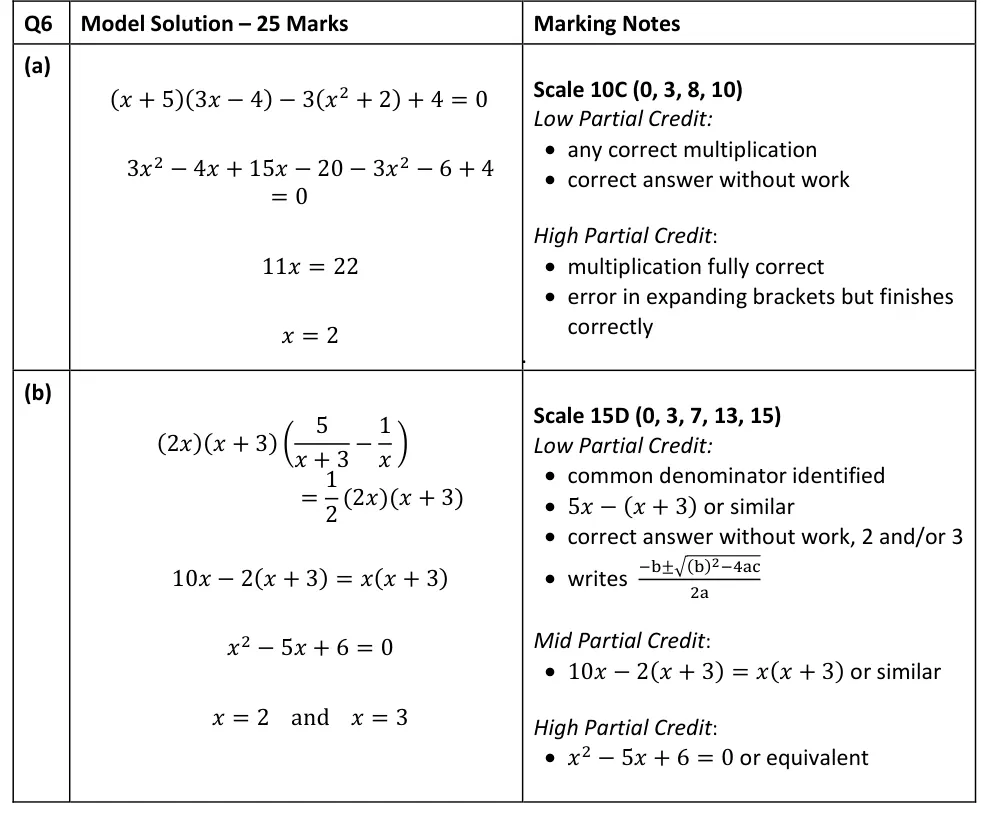 Q6 Model Solution – 25 Marks Marking Notes
(a)
(x + 5)(3x − 4) − 3(x² + 2) + 4 = 0
3x² − 4x + 15x − 20 − 3x² − 6 + 4
= 0
11x = 22
x = 2
Scale 10C (0, 3, 8, 10)
Low Partial Credit:
• any correct multiplication
• correct answer without work
High Partial Credit:
• multiplication fully correct
• error in expanding brackets but finishes
correctly
.
(b)
(2x)(x + 3) (5/(x + 3) − 1/x)
= 1/2 (2x)(x + 3)
10x − 2(x + 3) = x(x + 3)
x² − 5x + 6 = 0
x = 2 and x = 3
Scale 15D (0, 3, 7, 13, 15)
Low Partial Credit:
• common denominator identified
• 5x − (x + 3) or similar
• correct answer without work, 2 and/or 3
• writes (−b±√((b)²−4ac))/2a
Mid Partial Credit:
• 10x − 2(x + 3) = x(x + 3) or similar
High Partial Credit:
• x² − 5x + 6 = 0 or equivalent